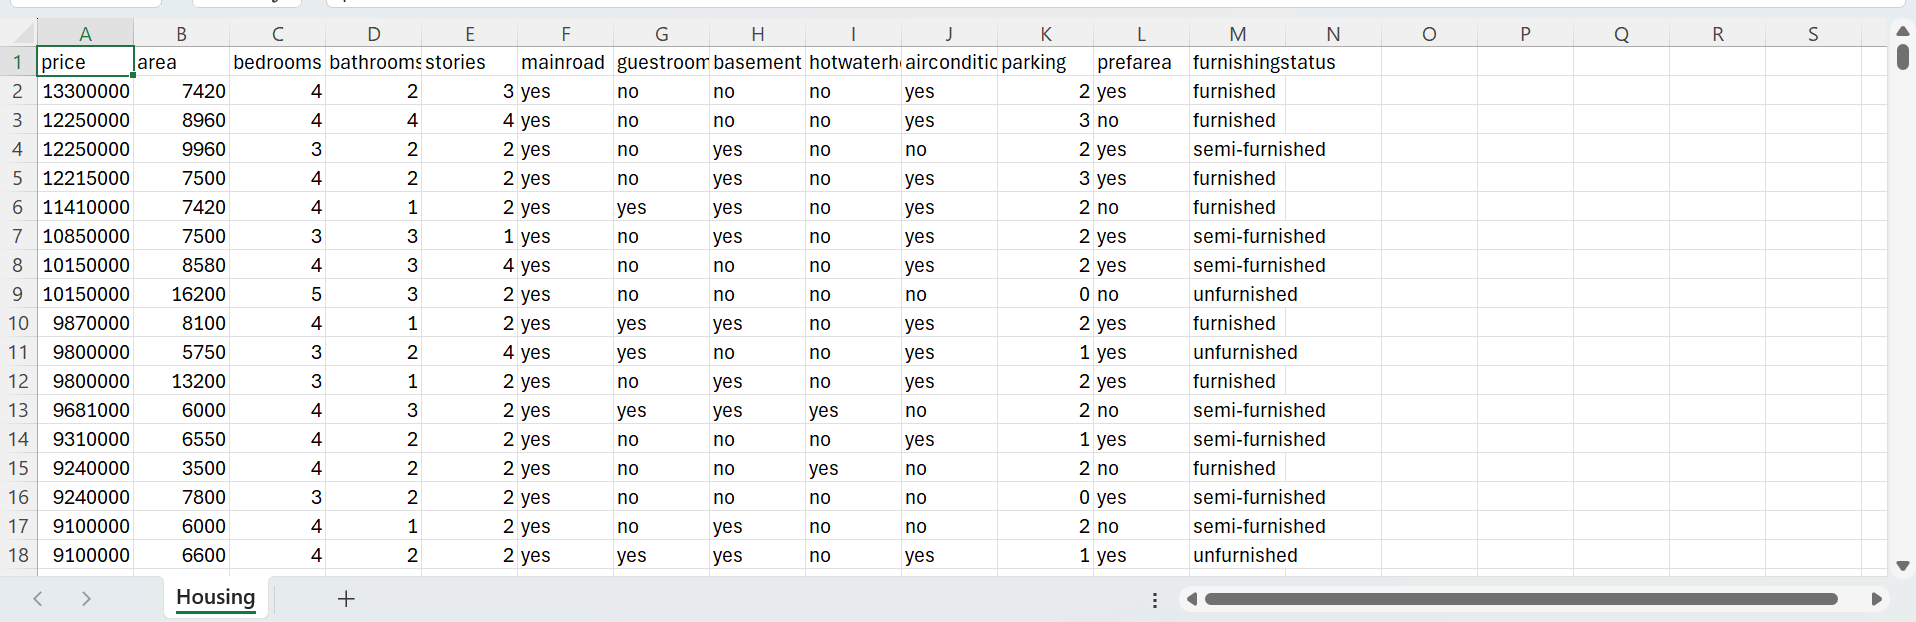 A B C D E F G H I J K L M N O P Q R S
1 price area bedrooms bathrooms stories mainroad guestroom basement hotwaterh airconditic parking prefarea furnishingstatus
2 13300000 7420 4 2 3 yes no no no yes 2 yes furnished
3 12250000 8960 4 4 4 yes no no no yes 3 no furnished
4 12250000 9960 3 2 2 yes no yes no no 2 yes semi-furnished
5 12215000 7500 4 2 2 yes no yes no yes 3 yes furnished
6 11410000 7420 4 1 2 yes yes yes no yes 2 no furnished
7 10850000 7500 3 3 1 yes no yes no yes 2 yes semi-furnished
8 10150000 8580 4 3 4 yes no no no yes 2 yes semi-furnished
9 10150000 16200 5 3 2 yes no no no no 0 no unfurnished
10 9870000 8100 4 1 2 yes yes yes no yes 2 yes furnished
11 9800000 5750 3 2 4 yes yes no no yes 1 yes unfurnished
12 9800000 13200 3 1 2 yes no yes no yes 2 yes furnished
13 9681000 6000 4 3 2 yes yes yes yes no 2 no semi-furnished
14 9310000 6550 4 2 2 yes no no no yes 1 yes semi-furnished
15 9240000 3500 4 2 2 yes no no yes no 2 no furnished
16 9240000 7800 3 2 2 yes no no no no 0 yes semi-furnished
17 9100000 6000 4 1 2 yes no yes no no 2 no semi-furnished
18 9100000 6600 4 2 2 yes yes yes no yes 1 yes unfurnished
Housing